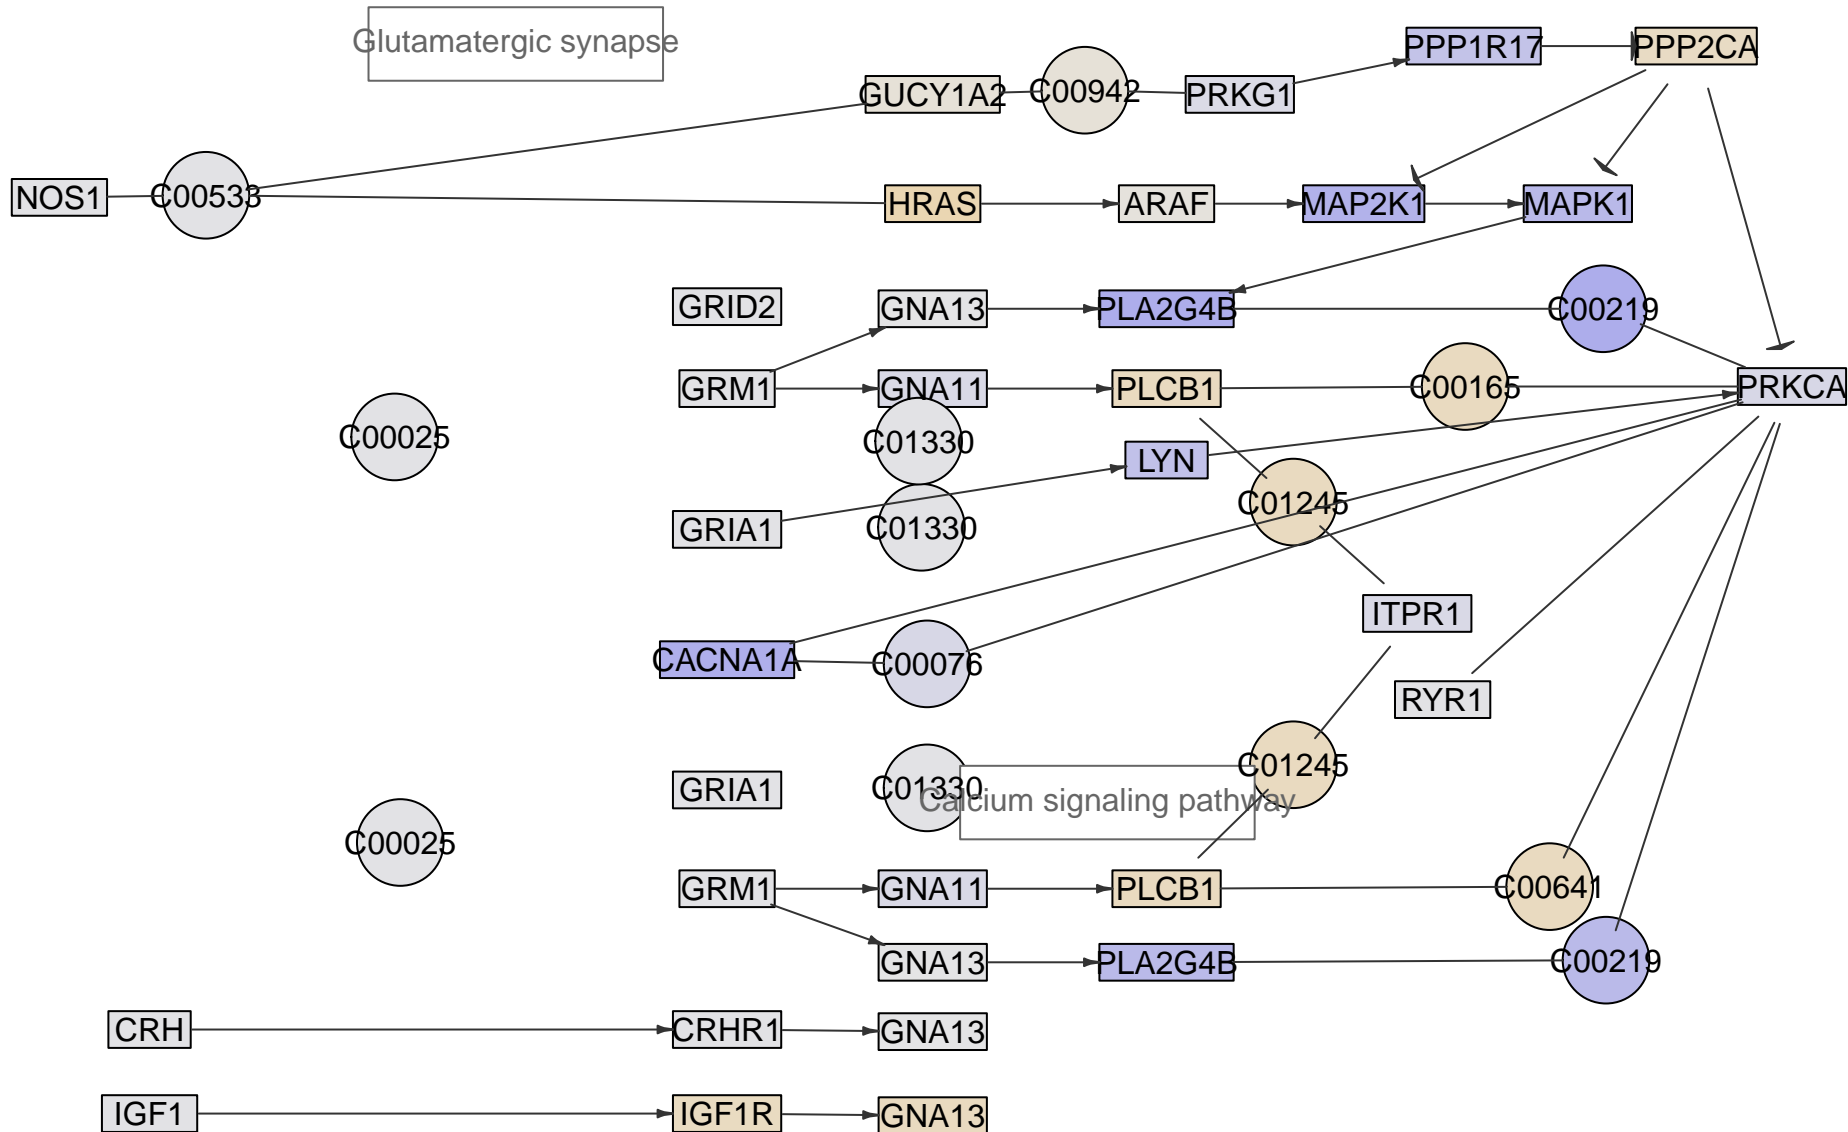 Glutamatergic synapse
PPP1R17 PPP2CA
GUCY1A2 C00942 PRKG1
NOS1 C00533 HRAS ARAF MAP2K1 MAPK1
GRID2 GNA13 PLA2G4B C00219
GRM1 GNA11 PLCB1 C00165 PRKCA
C00025 C01330
LYN
GRIA1 C01330 C01245
ITPR1
CACNA1A C00076
RYR1
C01245
GRIA1 C01330
Calcium signaling pathway
C00025
GRM1 GNA11 PLCB1 C00641
GNA13 PLA2G4B C00219
CRH CRHR1 GNA13
IGF1 IGF1R GNA13